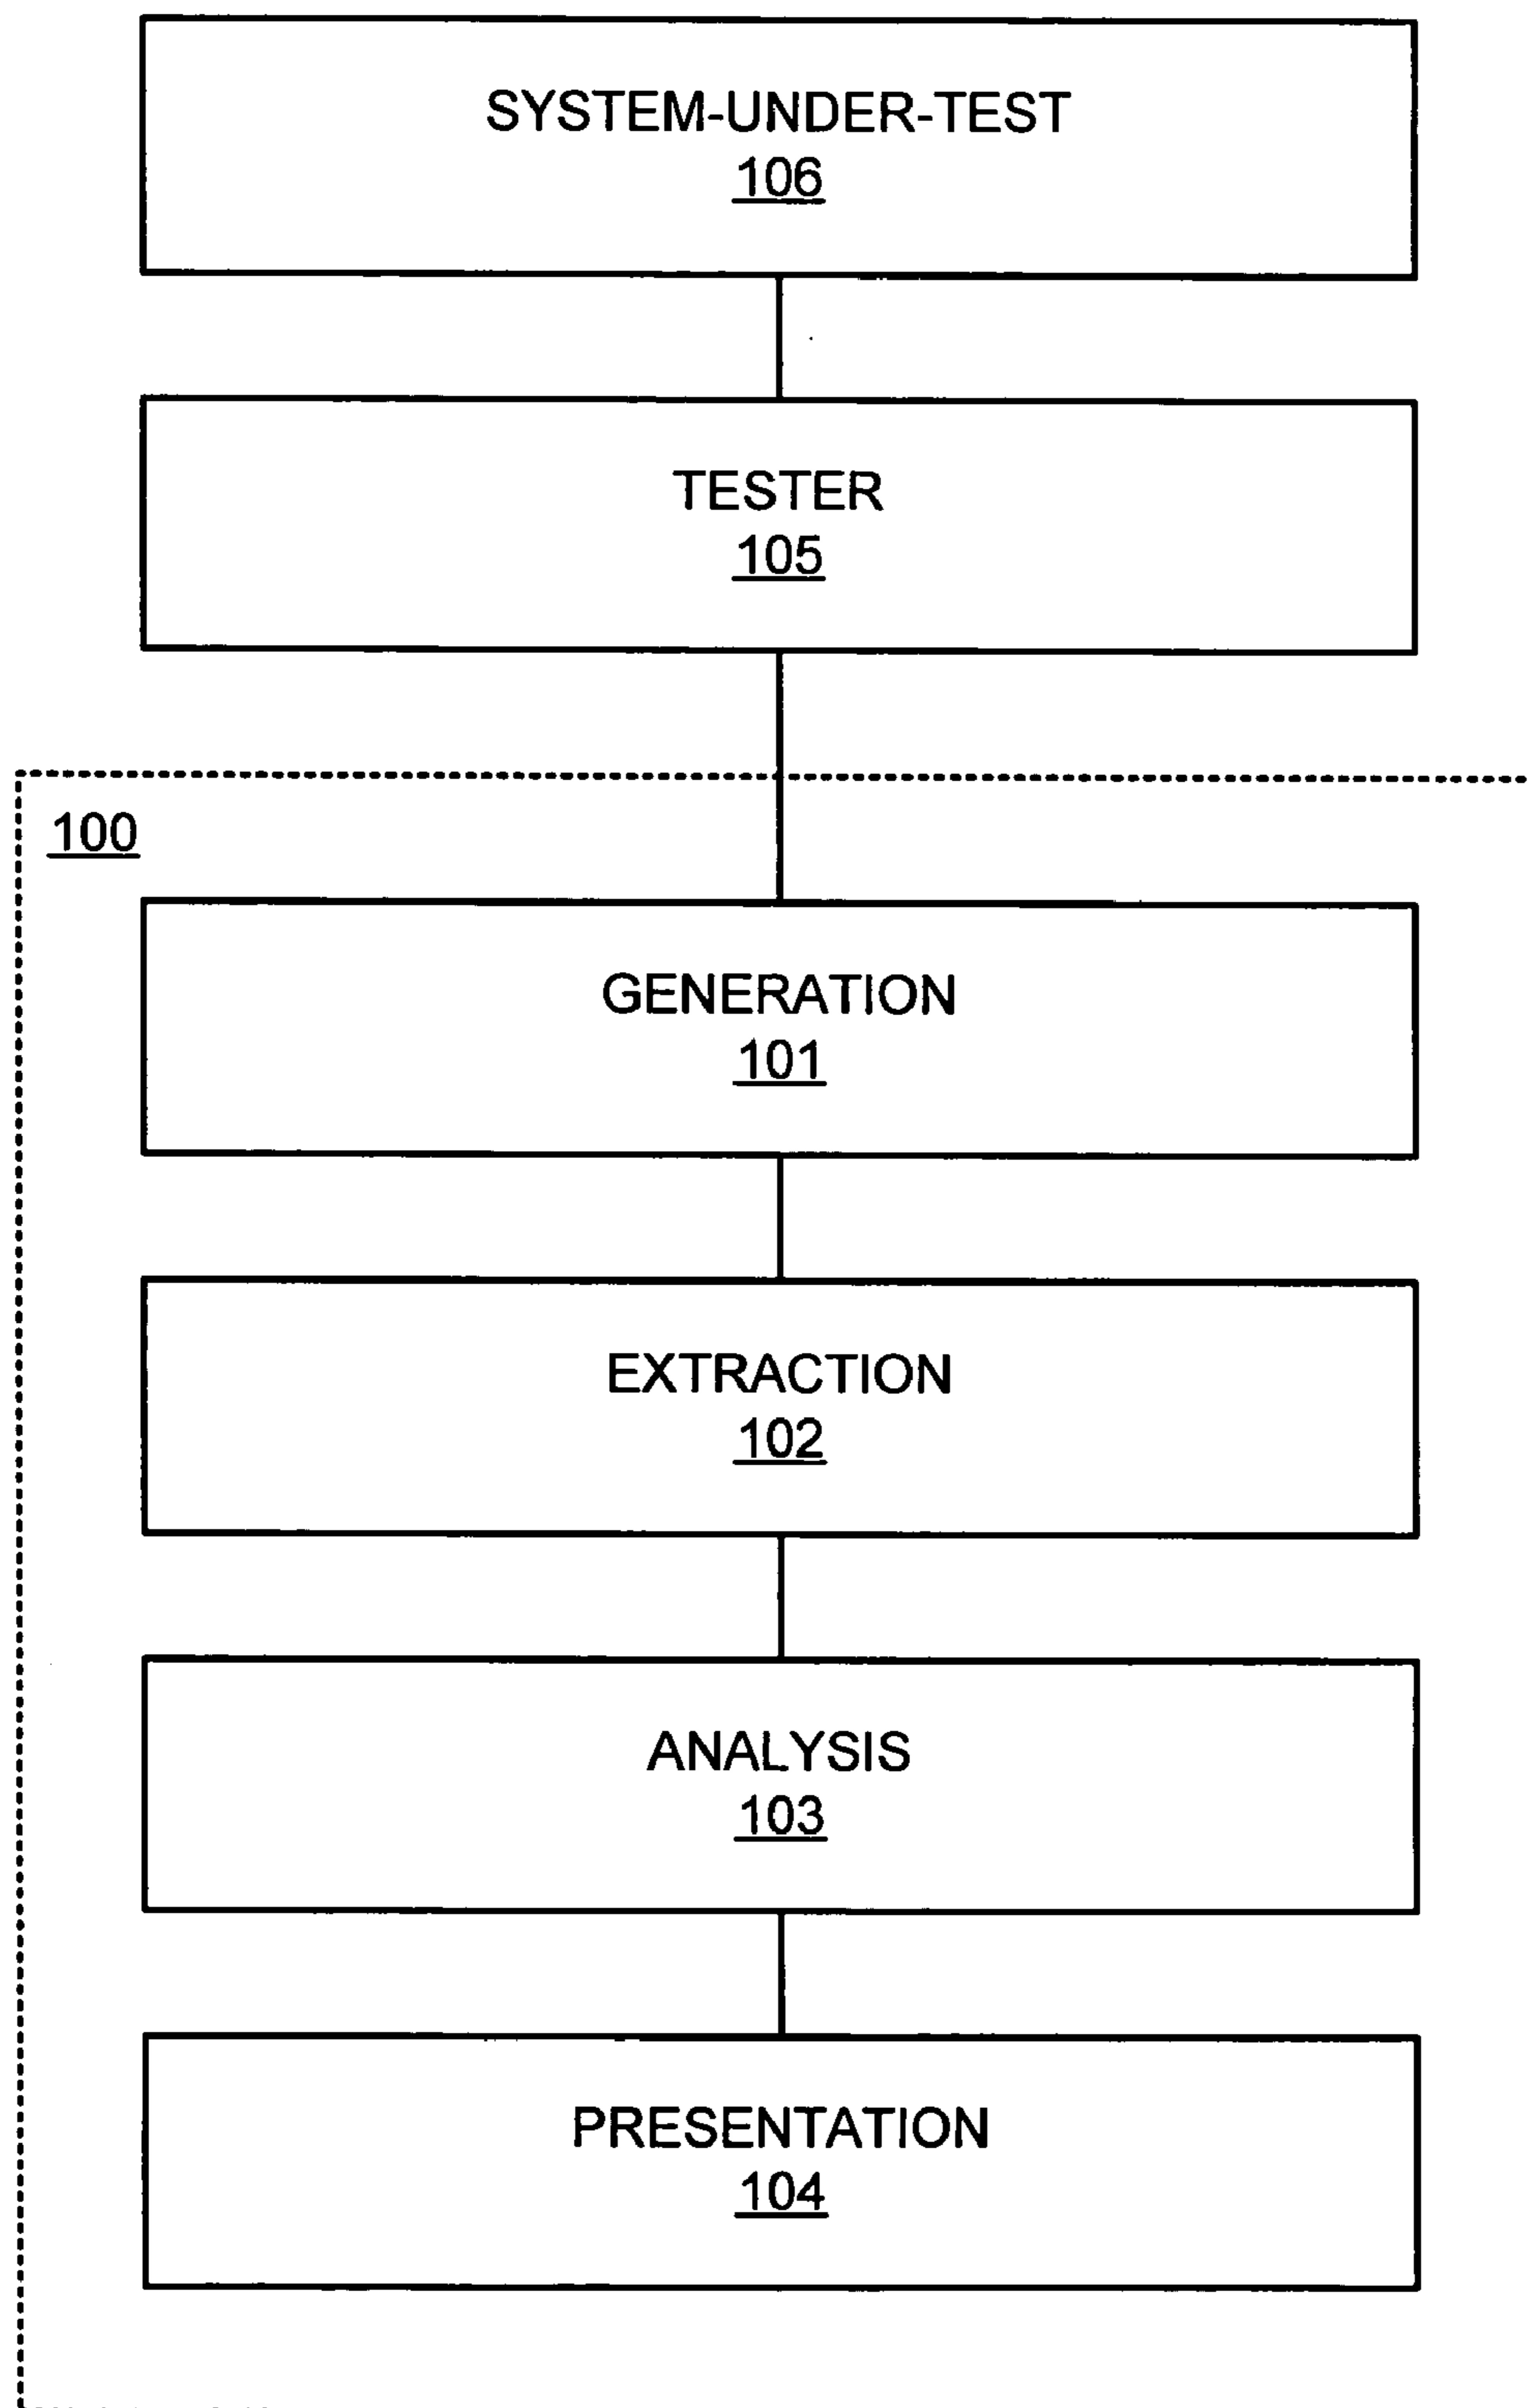 SYSTEM-UNDER-TEST
106
TESTER
105
100
GENERATION
101
EXTRACTION
102
ANALYSIS
103
PRESENTATION
104